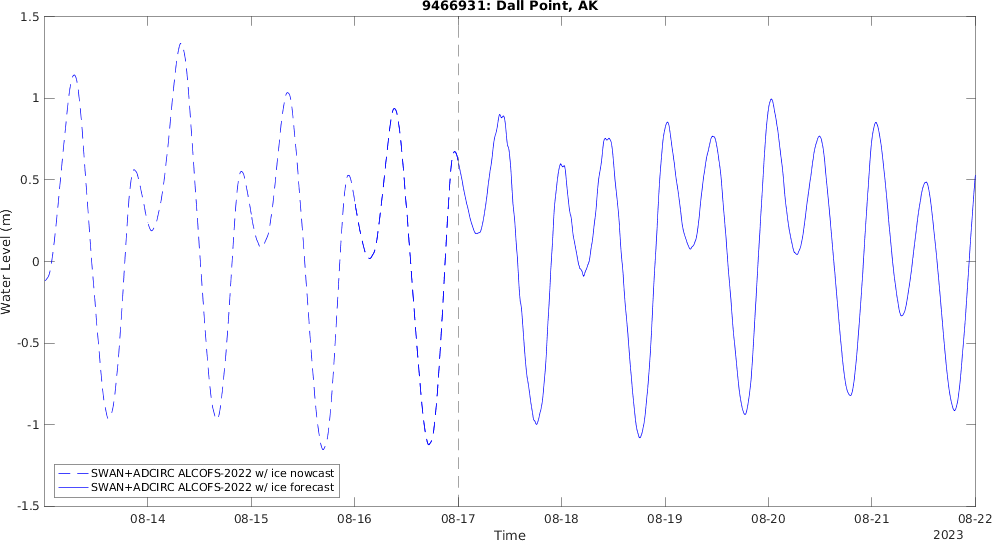 9466931: Dall Point, AK
Water Level (m)
1.5
1
0.5
0
-0.5
-1
-1.5
SWAN+ADCIRC ALCOFS-2022 w/ ice nowcast
SWAN+ADCIRC ALCOFS-2022 w/ ice forecast
08-14 08-15 08-16 08-17 08-18 08-19 08-20 08-21 08-22
Time
2023